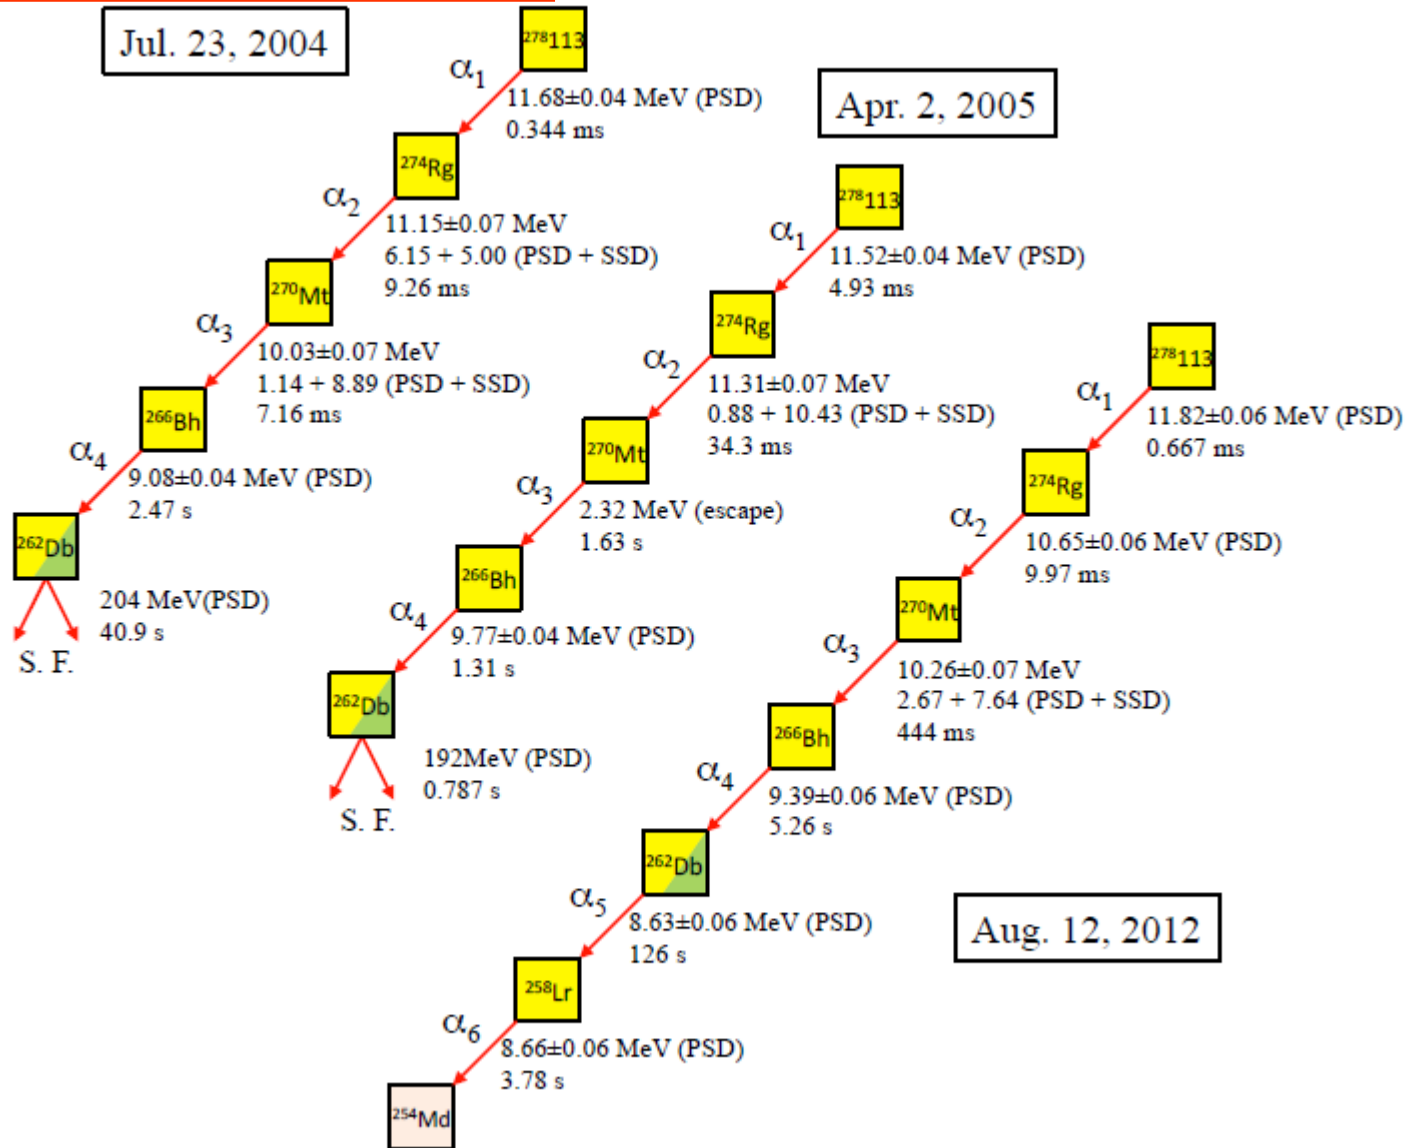 Jul. 23, 2004
²⁷⁸113
α₁
11.68±0.04 MeV (PSD)
0.344 ms
²⁷⁴Rg
α₂
11.15±0.07 MeV
6.15 + 5.00 (PSD + SSD)
9.26 ms
²⁷⁰Mt
α₃
10.03±0.07 MeV
1.14 + 8.89 (PSD + SSD)
7.16 ms
²⁶⁶Bh
α₄
9.08±0.04 MeV (PSD)
2.47 s
²⁶²Db
204 MeV(PSD)
40.9 s
S. F.
Apr. 2, 2005
²⁷⁸113
α₁
11.52±0.04 MeV (PSD)
4.93 ms
²⁷⁴Rg
α₂
11.31±0.07 MeV
0.88 + 10.43 (PSD + SSD)
34.3 ms
²⁷⁰Mt
α₃
2.32 MeV (escape)
1.63 s
²⁶⁶Bh
α₄
9.77±0.04 MeV (PSD)
1.31 s
²⁶²Db
192MeV (PSD)
0.787 s
S. F.
²⁷⁸113
α₁
11.82±0.06 MeV (PSD)
0.667 ms
²⁷⁴Rg
α₂
10.65±0.06 MeV (PSD)
9.97 ms
²⁷⁰Mt
α₃
10.26±0.07 MeV
2.67 + 7.64 (PSD + SSD)
444 ms
²⁶⁶Bh
α₄
9.39±0.06 MeV (PSD)
5.26 s
²⁶²Db
α₅
8.63±0.06 MeV (PSD)
126 s
²⁵⁸Lr
α₆
8.66±0.06 MeV (PSD)
3.78 s
²⁵⁴Md
Aug. 12, 2012